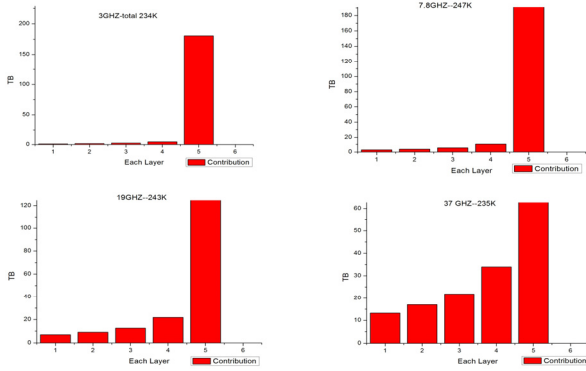 3GHZ-total 234K
200
150
100
50
0
TB
1 2 3 4 5 6
Each Layer
Contribution
7.8GHZ--247K
180
160
140
120
100
80
60
40
20
0
TB
1 2 3 4 5 6
Each Layer
Contribution
19GHZ--243K
120
100
80
60
40
20
0
TB
1 2 3 4 5 6
Each Layer
Contribution
37 GHZ--235K
60
50
40
30
20
10
0
TB
1 2 3 4 5 6
Each Layer
Contribution